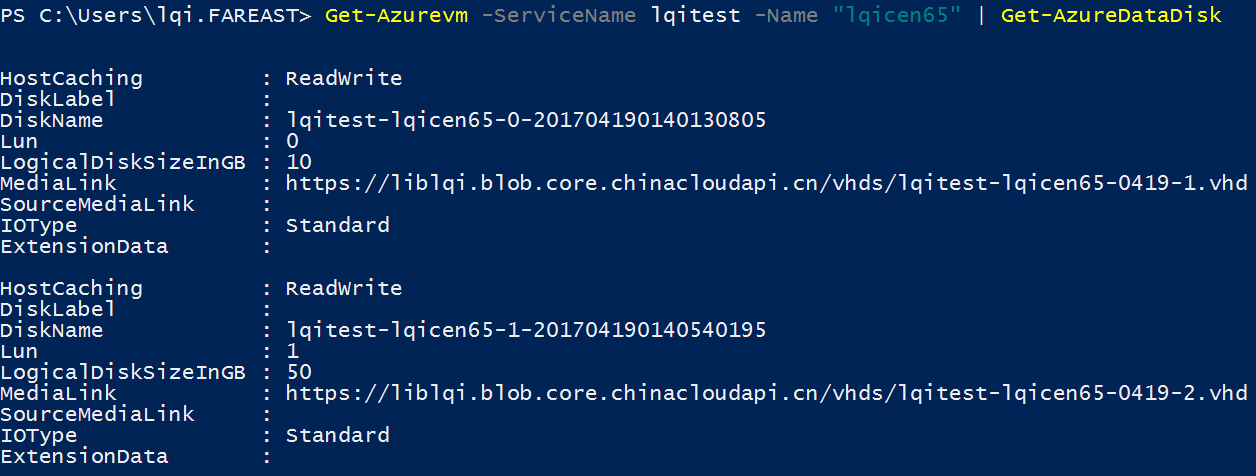 PS C:\Users\lqi.FAREAST> Get-Azurevm -ServiceName lqitest -Name "lqicen65" | Get-AzureDataDisk
HostCaching : ReadWrite
DiskLabel :
DiskName : lqitest-lqicen65-0-201704190140130805
Lun : 0
LogicalDiskSizeInGB : 10
MediaLink : https://liblqi.blob.core.chinacloudapi.cn/vhds/lqitest-lqicen65-0419-1.vhd
SourceMediaLink :
IOType : Standard
ExtensionData :
HostCaching : ReadWrite
DiskLabel :
DiskName : lqitest-lqicen65-1-201704190140540195
Lun : 1
LogicalDiskSizeInGB : 50
MediaLink : https://liblqi.blob.core.chinacloudapi.cn/vhds/lqitest-lqicen65-0419-2.vhd
SourceMediaLink :
IOType : Standard
ExtensionData :